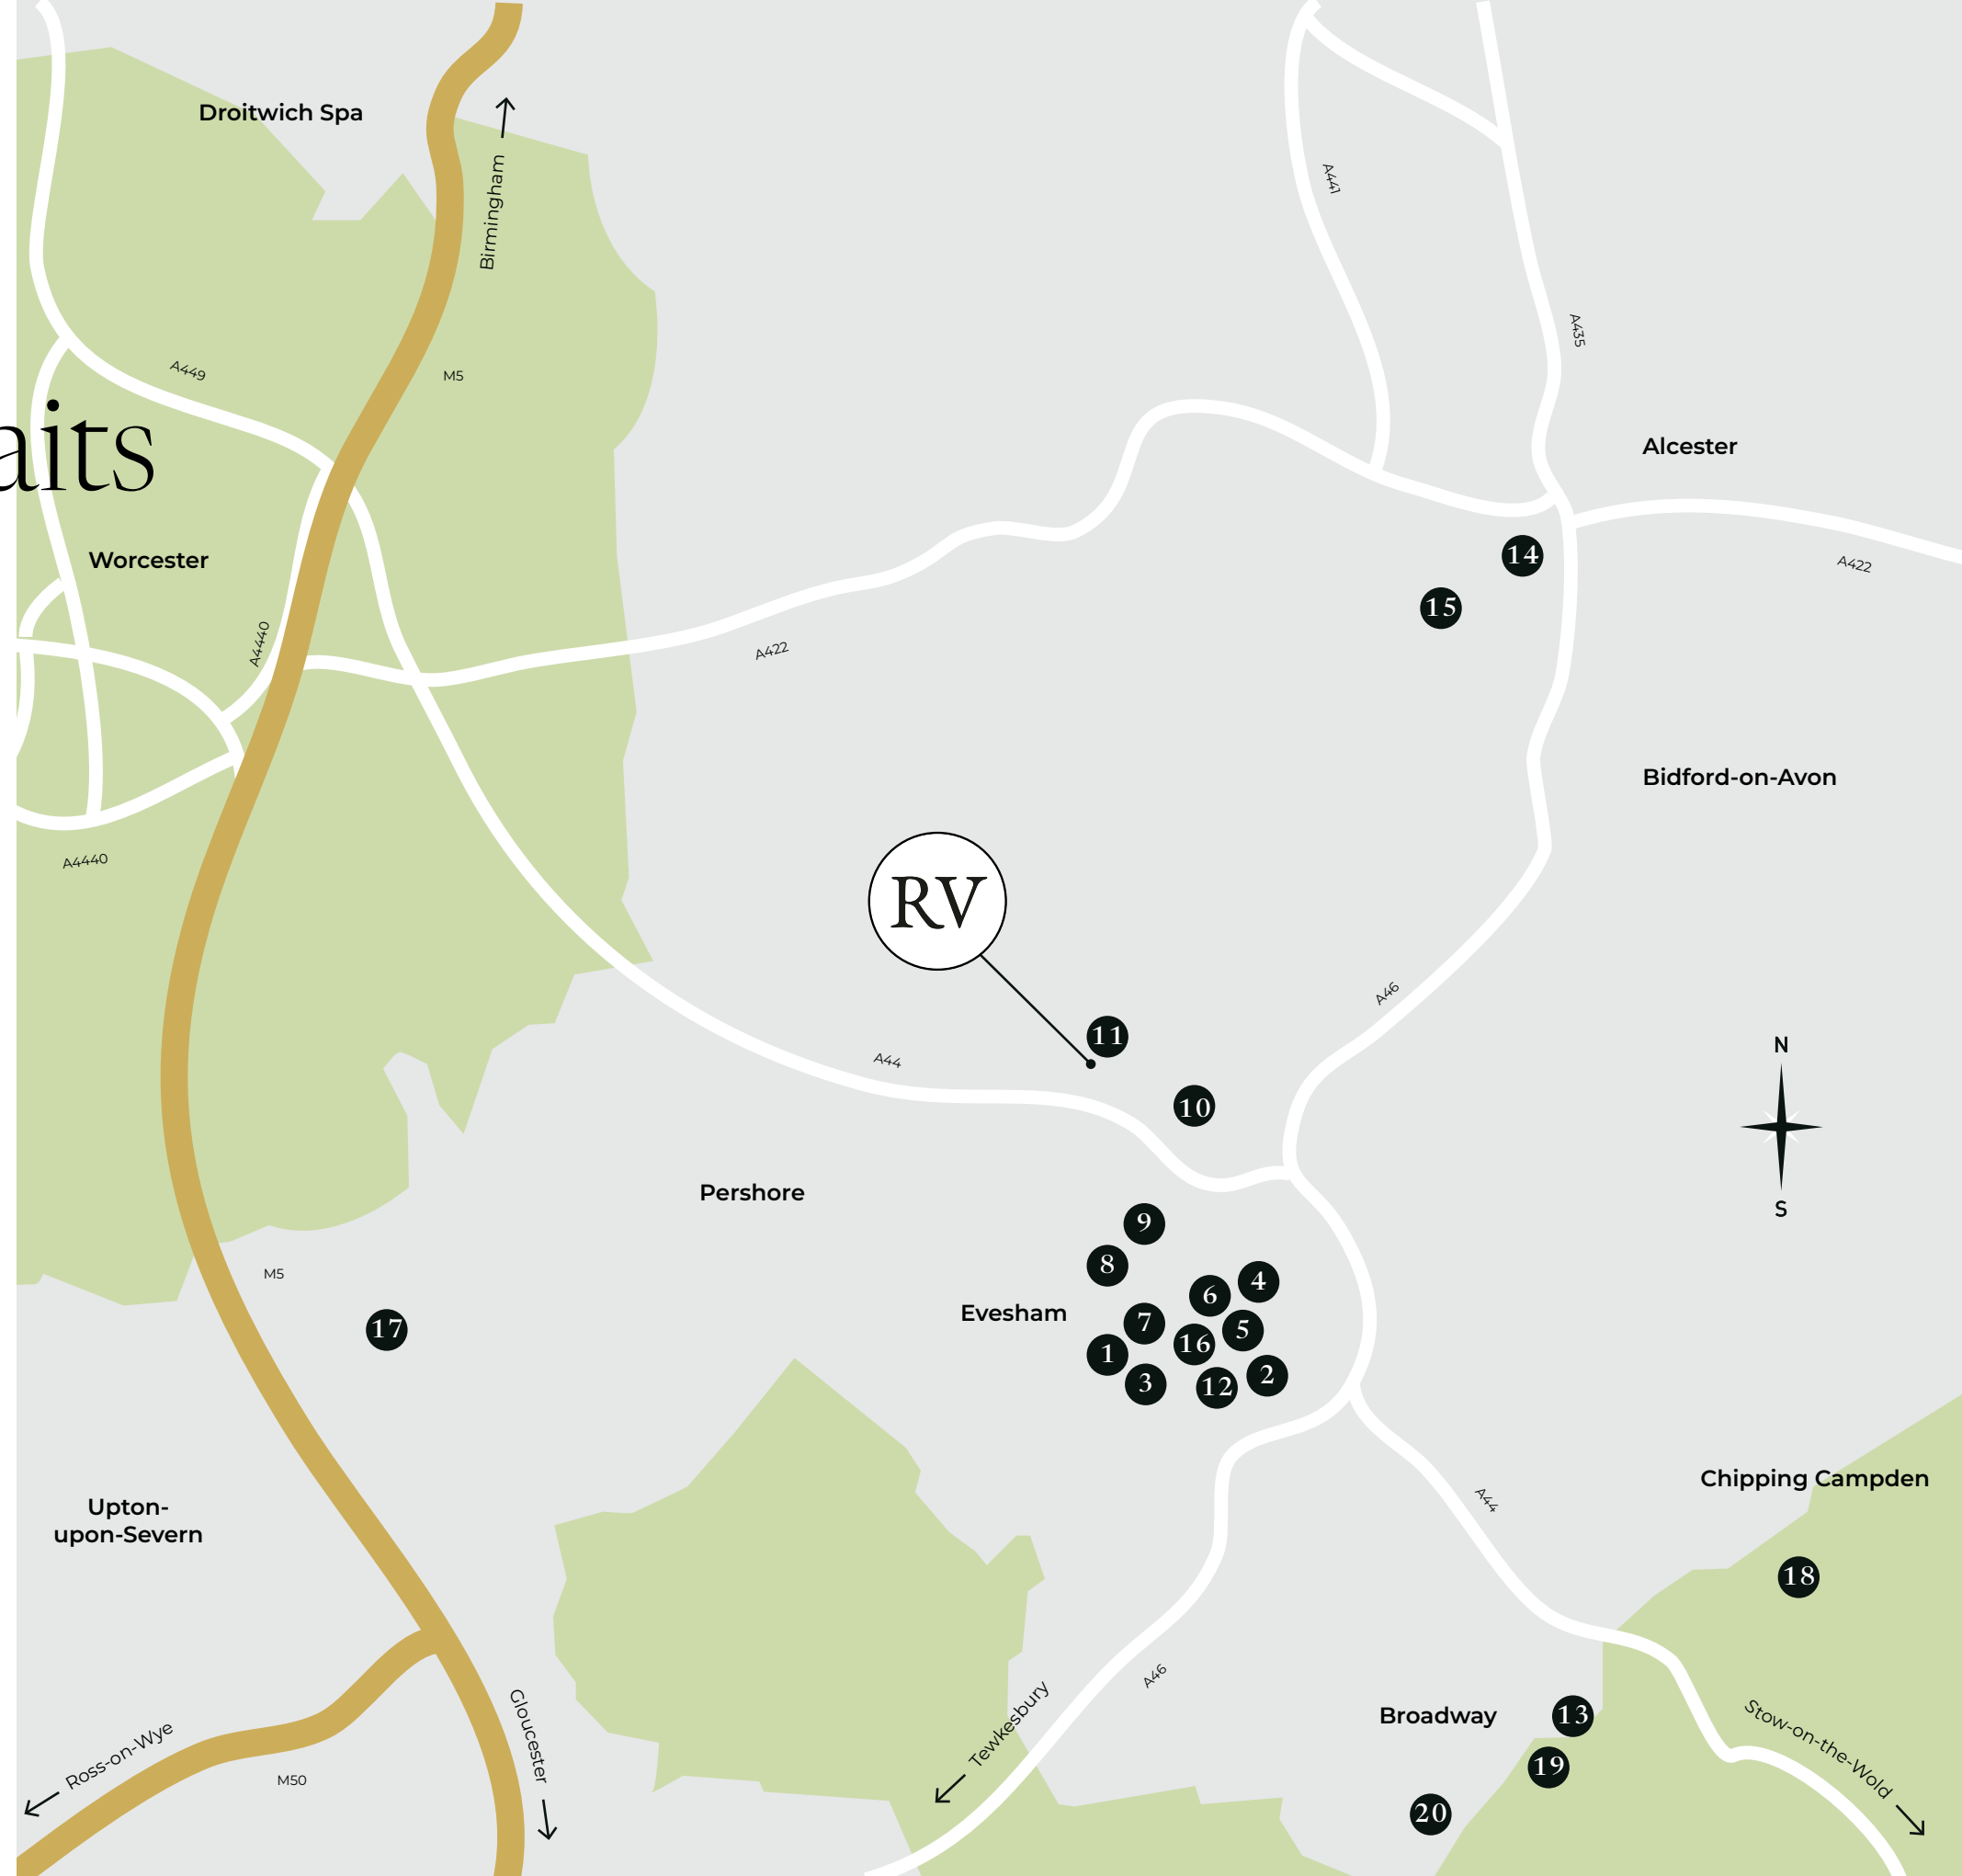 Droitwich Spa
Birmingham
A441
A435
A449
M5
aits
Alcester
Worcester
14
A422
15
A4440
A422
Bidford-on-Avon
A4440
RV
A46
11
A44
N
10
Pershore
S
9
8
M5
4
6
Evesham
7
5
17
16
1
2
3
12
Chipping Campden
A44
Upton-
upon-Severn
18
A46
Tewkesbury
Broadway
13
Stow-on-the-Wold
Gloucester
Ross-on-Wye
19
M50
20